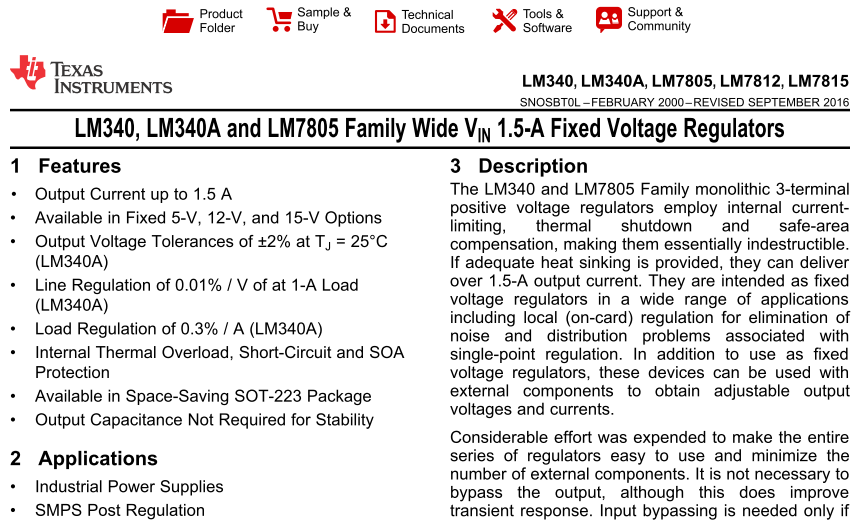 Product Folder
Sample & Buy
Technical Documents
Tools & Software
Support & Community
TEXAS INSTRUMENTS
LM340, LM340A, LM7805, LM7812, LM7815
SNOSBT0L – FEBRUARY 2000 – REVISED SEPTEMBER 2016
LM340, LM340A and LM7805 Family Wide VIN 1.5-A Fixed Voltage Regulators
1 Features
• Output Current up to 1.5 A
• Available in Fixed 5-V, 12-V, and 15-V Options
• Output Voltage Tolerances of ±2% at TJ = 25°C
(LM340A)
• Line Regulation of 0.01% / V of at 1-A Load
(LM340A)
• Load Regulation of 0.3% / A (LM340A)
• Internal Thermal Overload, Short-Circuit and SOA
Protection
• Available in Space-Saving SOT-223 Package
• Output Capacitance Not Required for Stability
2 Applications
• Industrial Power Supplies
• SMPS Post Regulation
3 Description
The LM340 and LM7805 Family monolithic 3-terminal
positive voltage regulators employ internal current-
limiting, thermal shutdown and safe-area
compensation, making them essentially indestructible.
If adequate heat sinking is provided, they can deliver
over 1.5-A output current. They are intended as fixed
voltage regulators in a wide range of applications
including local (on-card) regulation for elimination of
noise and distribution problems associated with
single-point regulation. In addition to use as fixed
voltage regulators, these devices can be used with
external components to obtain adjustable output
voltages and currents.
Considerable effort was expended to make the entire
series of regulators easy to use and minimize the
number of external components. It is not necessary to
bypass the output, although this does improve
transient response. Input bypassing is needed only if